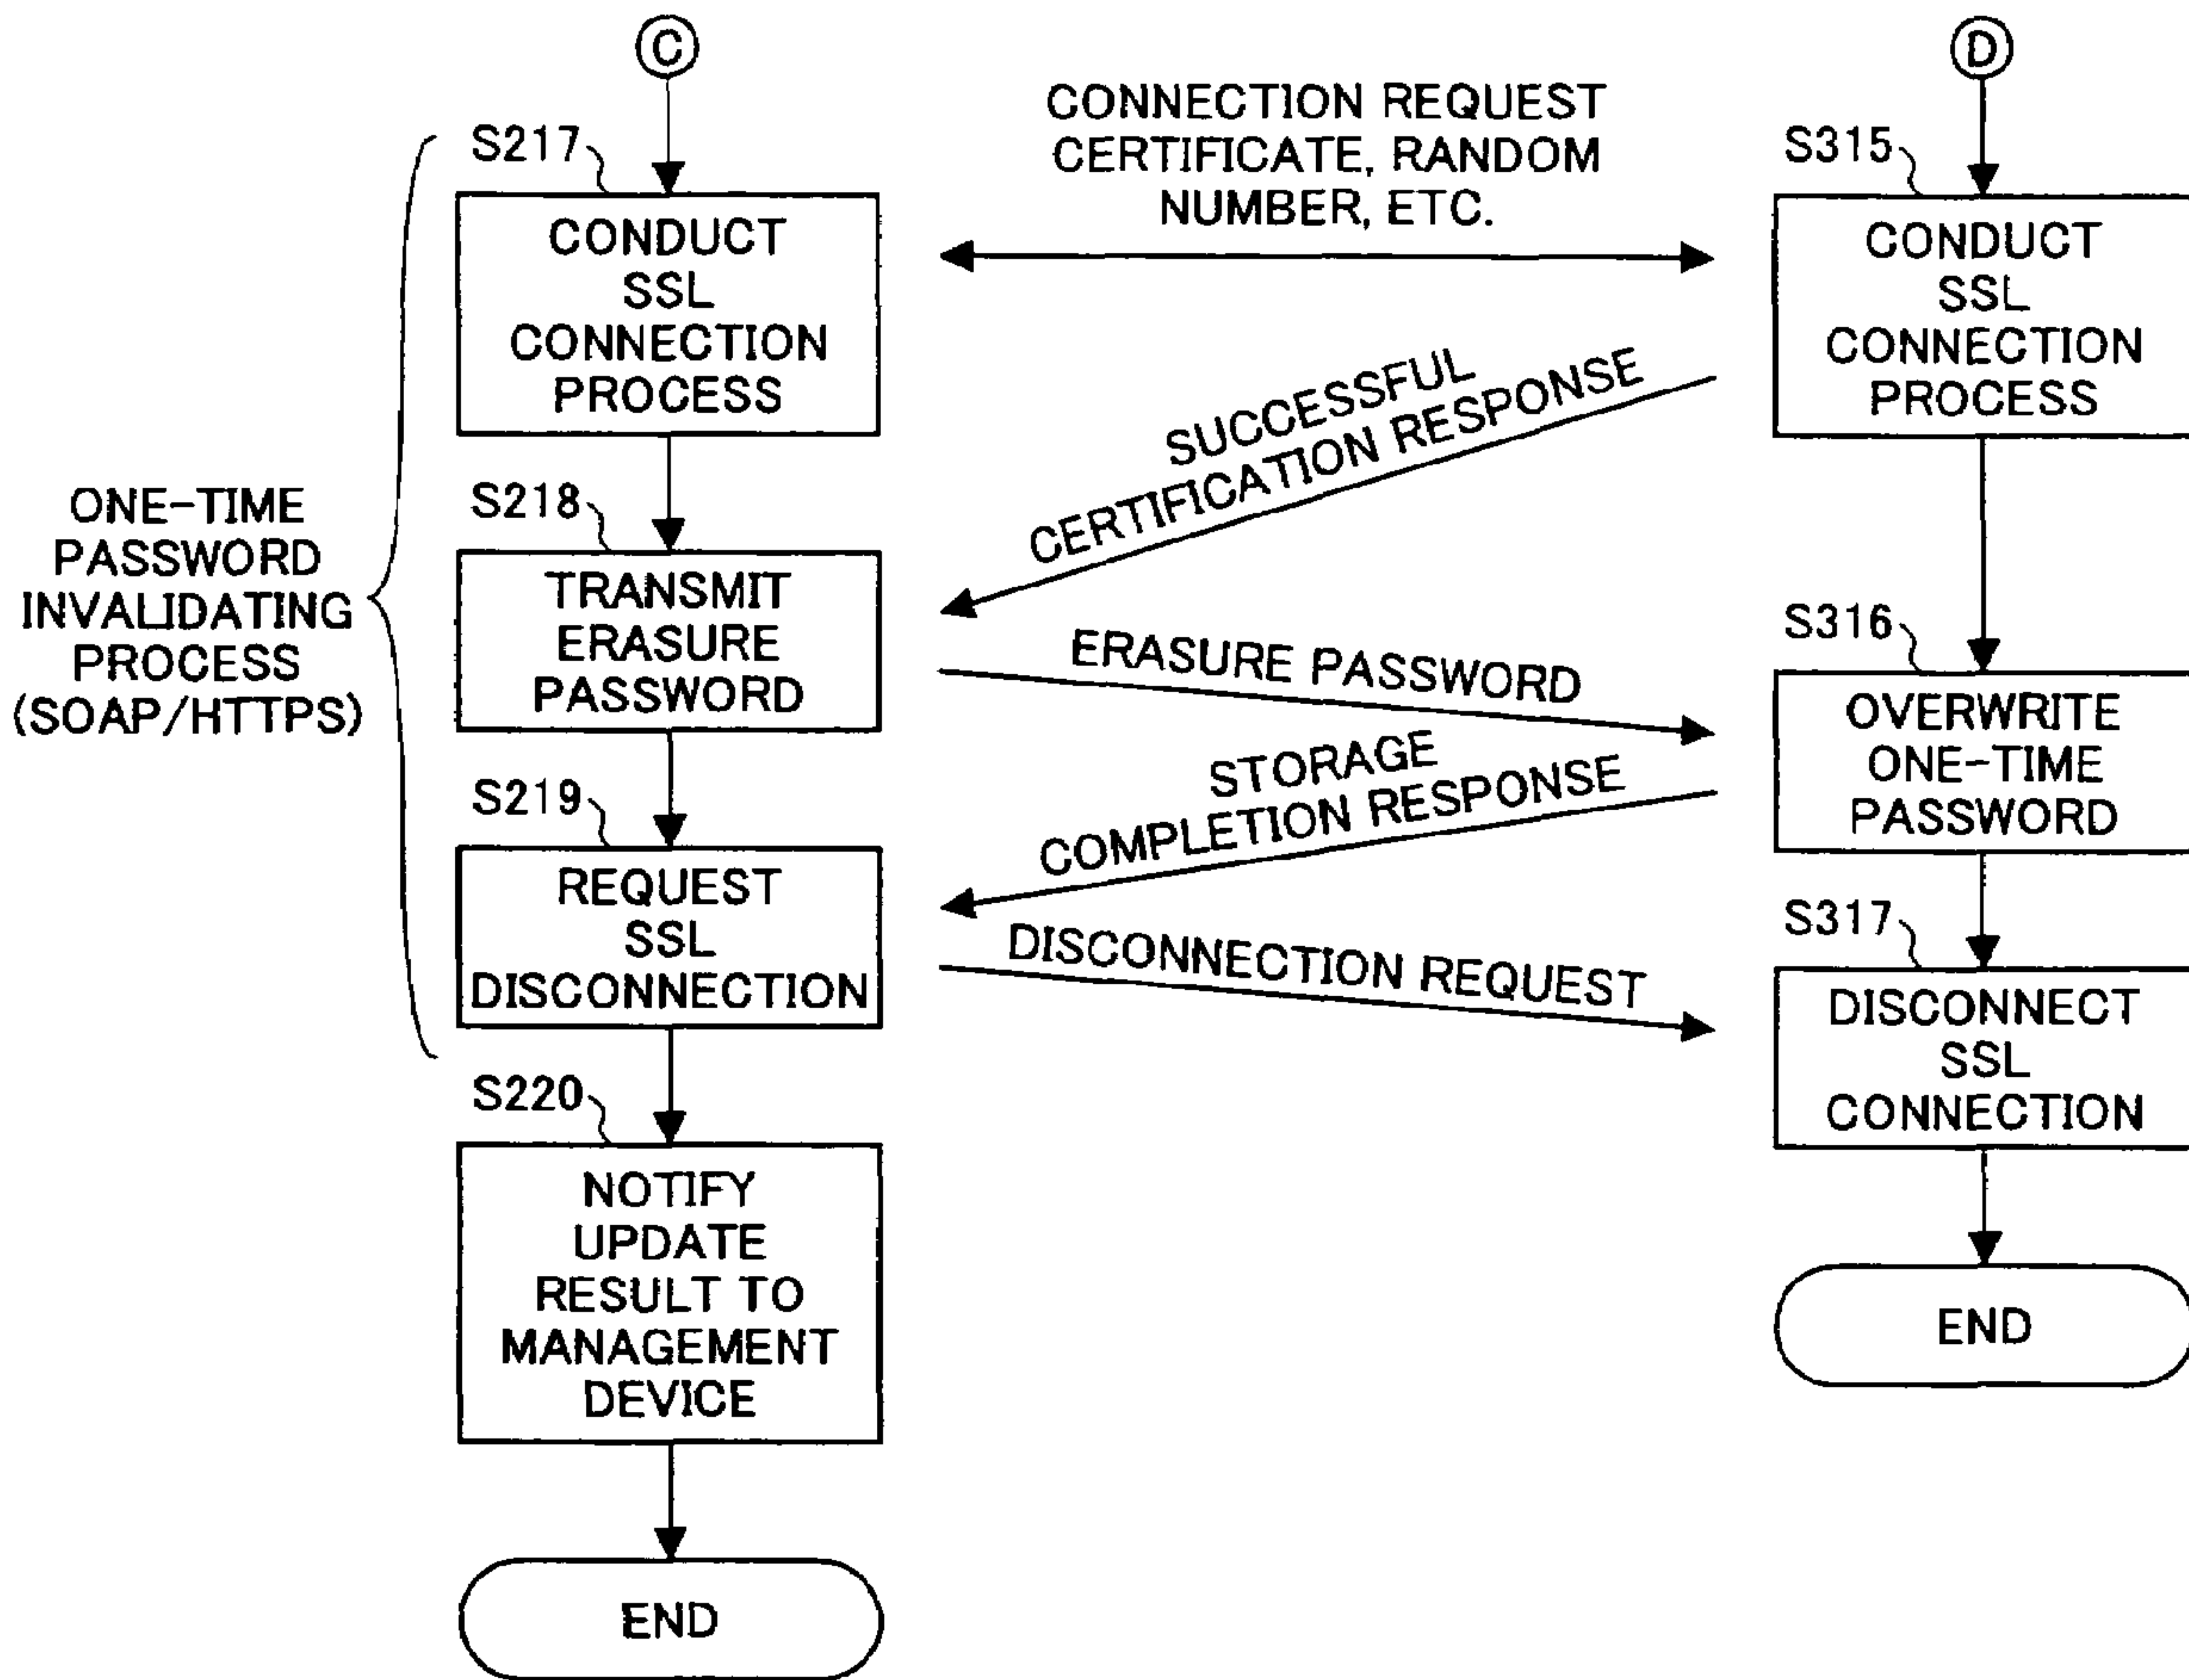 C
D
CONNECTION REQUEST
CERTIFICATE, RANDOM
NUMBER, ETC.
S217
CONDUCT
SSL
CONNECTION
PROCESS
S315
CONDUCT
SSL
CONNECTION
PROCESS
SUCCESSFUL
CERTIFICATION RESPONSE
ONE-TIME
PASSWORD
INVALIDATING
PROCESS
(SOAP/HTTPS)
S218
TRANSMIT
ERASURE
PASSWORD
ERASURE PASSWORD
S316
OVERWRITE
ONE-TIME
PASSWORD
STORAGE
COMPLETION RESPONSE
S219
REQUEST
SSL
DISCONNECTION
DISCONNECTION REQUEST
S317
DISCONNECT
SSL
CONNECTION
S220
NOTIFY
UPDATE
RESULT TO
MANAGEMENT
DEVICE
END
END